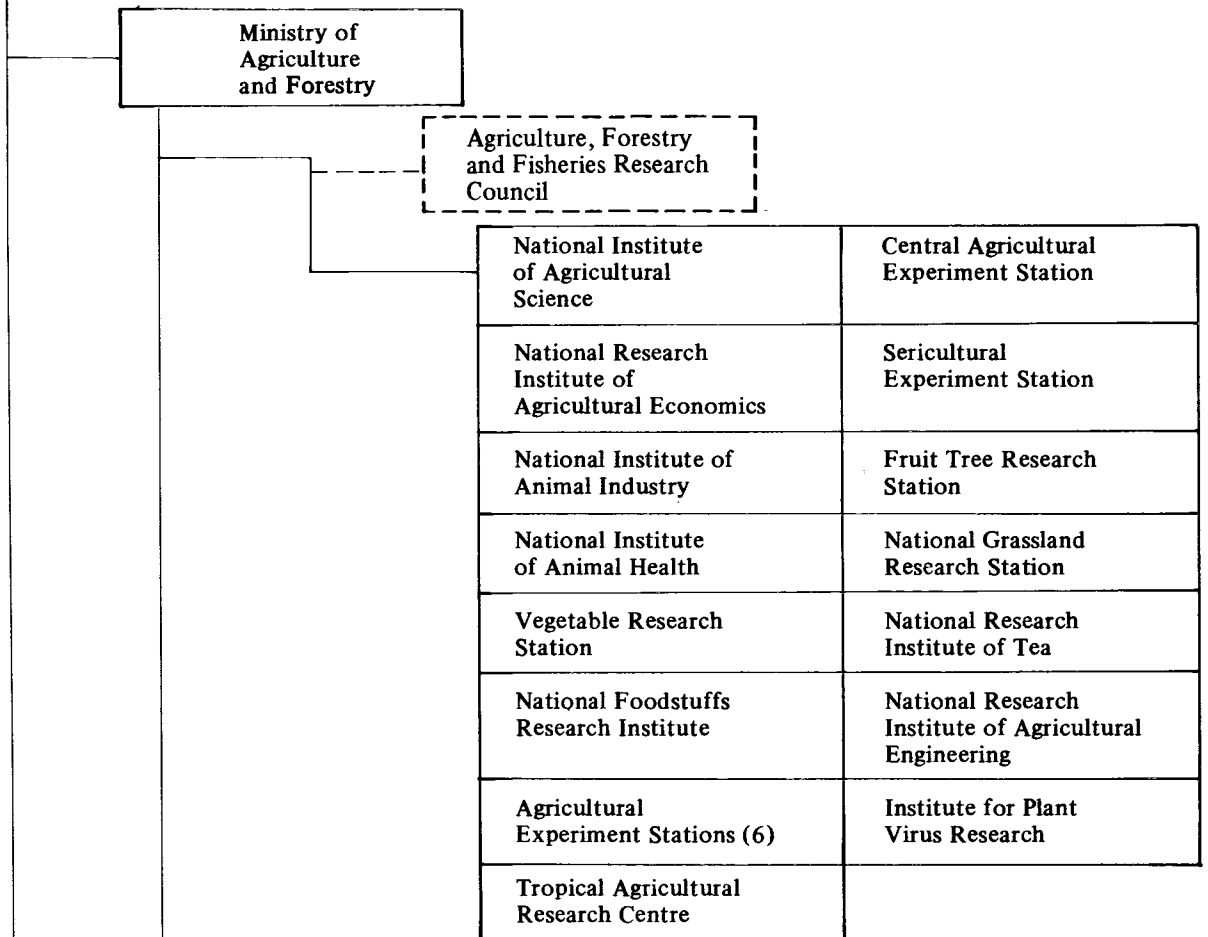 Ministry of
Agriculture
and Forestry
Agriculture, Forestry
and Fisheries Research
Council
National Institute
of Agricultural
Science
Central Agricultural
Experiment Station
National Research
Institute of
Agricultural Economics
Sericultural
Experiment Station
National Institute of
Animal Industry
Fruit Tree Research
Station
National Institute
of Animal Health
National Grassland
Research Station
Vegetable Research
Station
National Research
Institute of Tea
National Foodstuffs
Research Institute
National Research
Institute of Agricultural
Engineering
Agricultural
Experiment Stations (6)
Institute for Plant
Virus Research
Tropical Agricultural
Research Centre